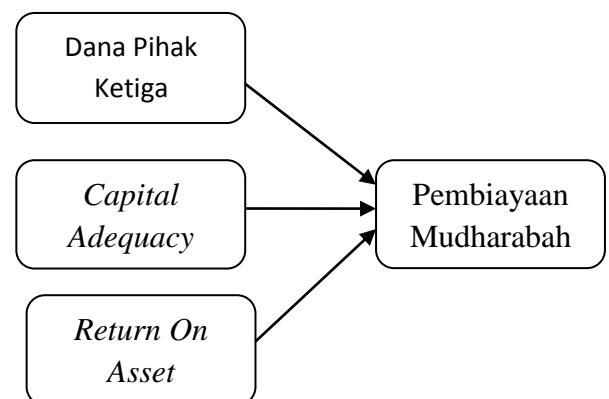 Dana Pihak
Ketiga
Capital
Adequacy
Pembiayaan
Mudharabah
Return On
Asset